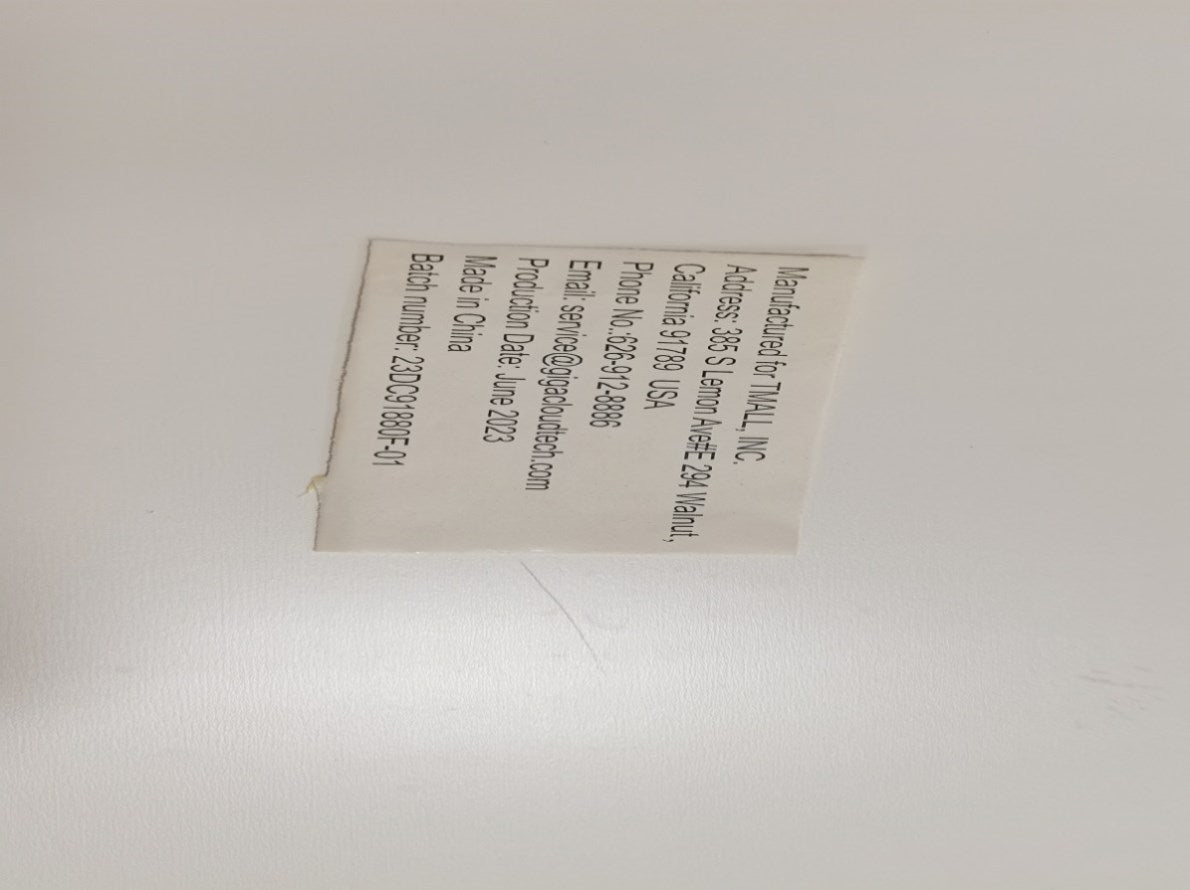 Manufactured for TMALL, INC.
Address: 385 S Lemon Ave#E 294 Walnut,
California 91789 USA
Phone No.:626-912-8886
Email: service@gigacloudtech.com
Production Date: June 2023
Made in China
Batch number: 23DC91880F-01